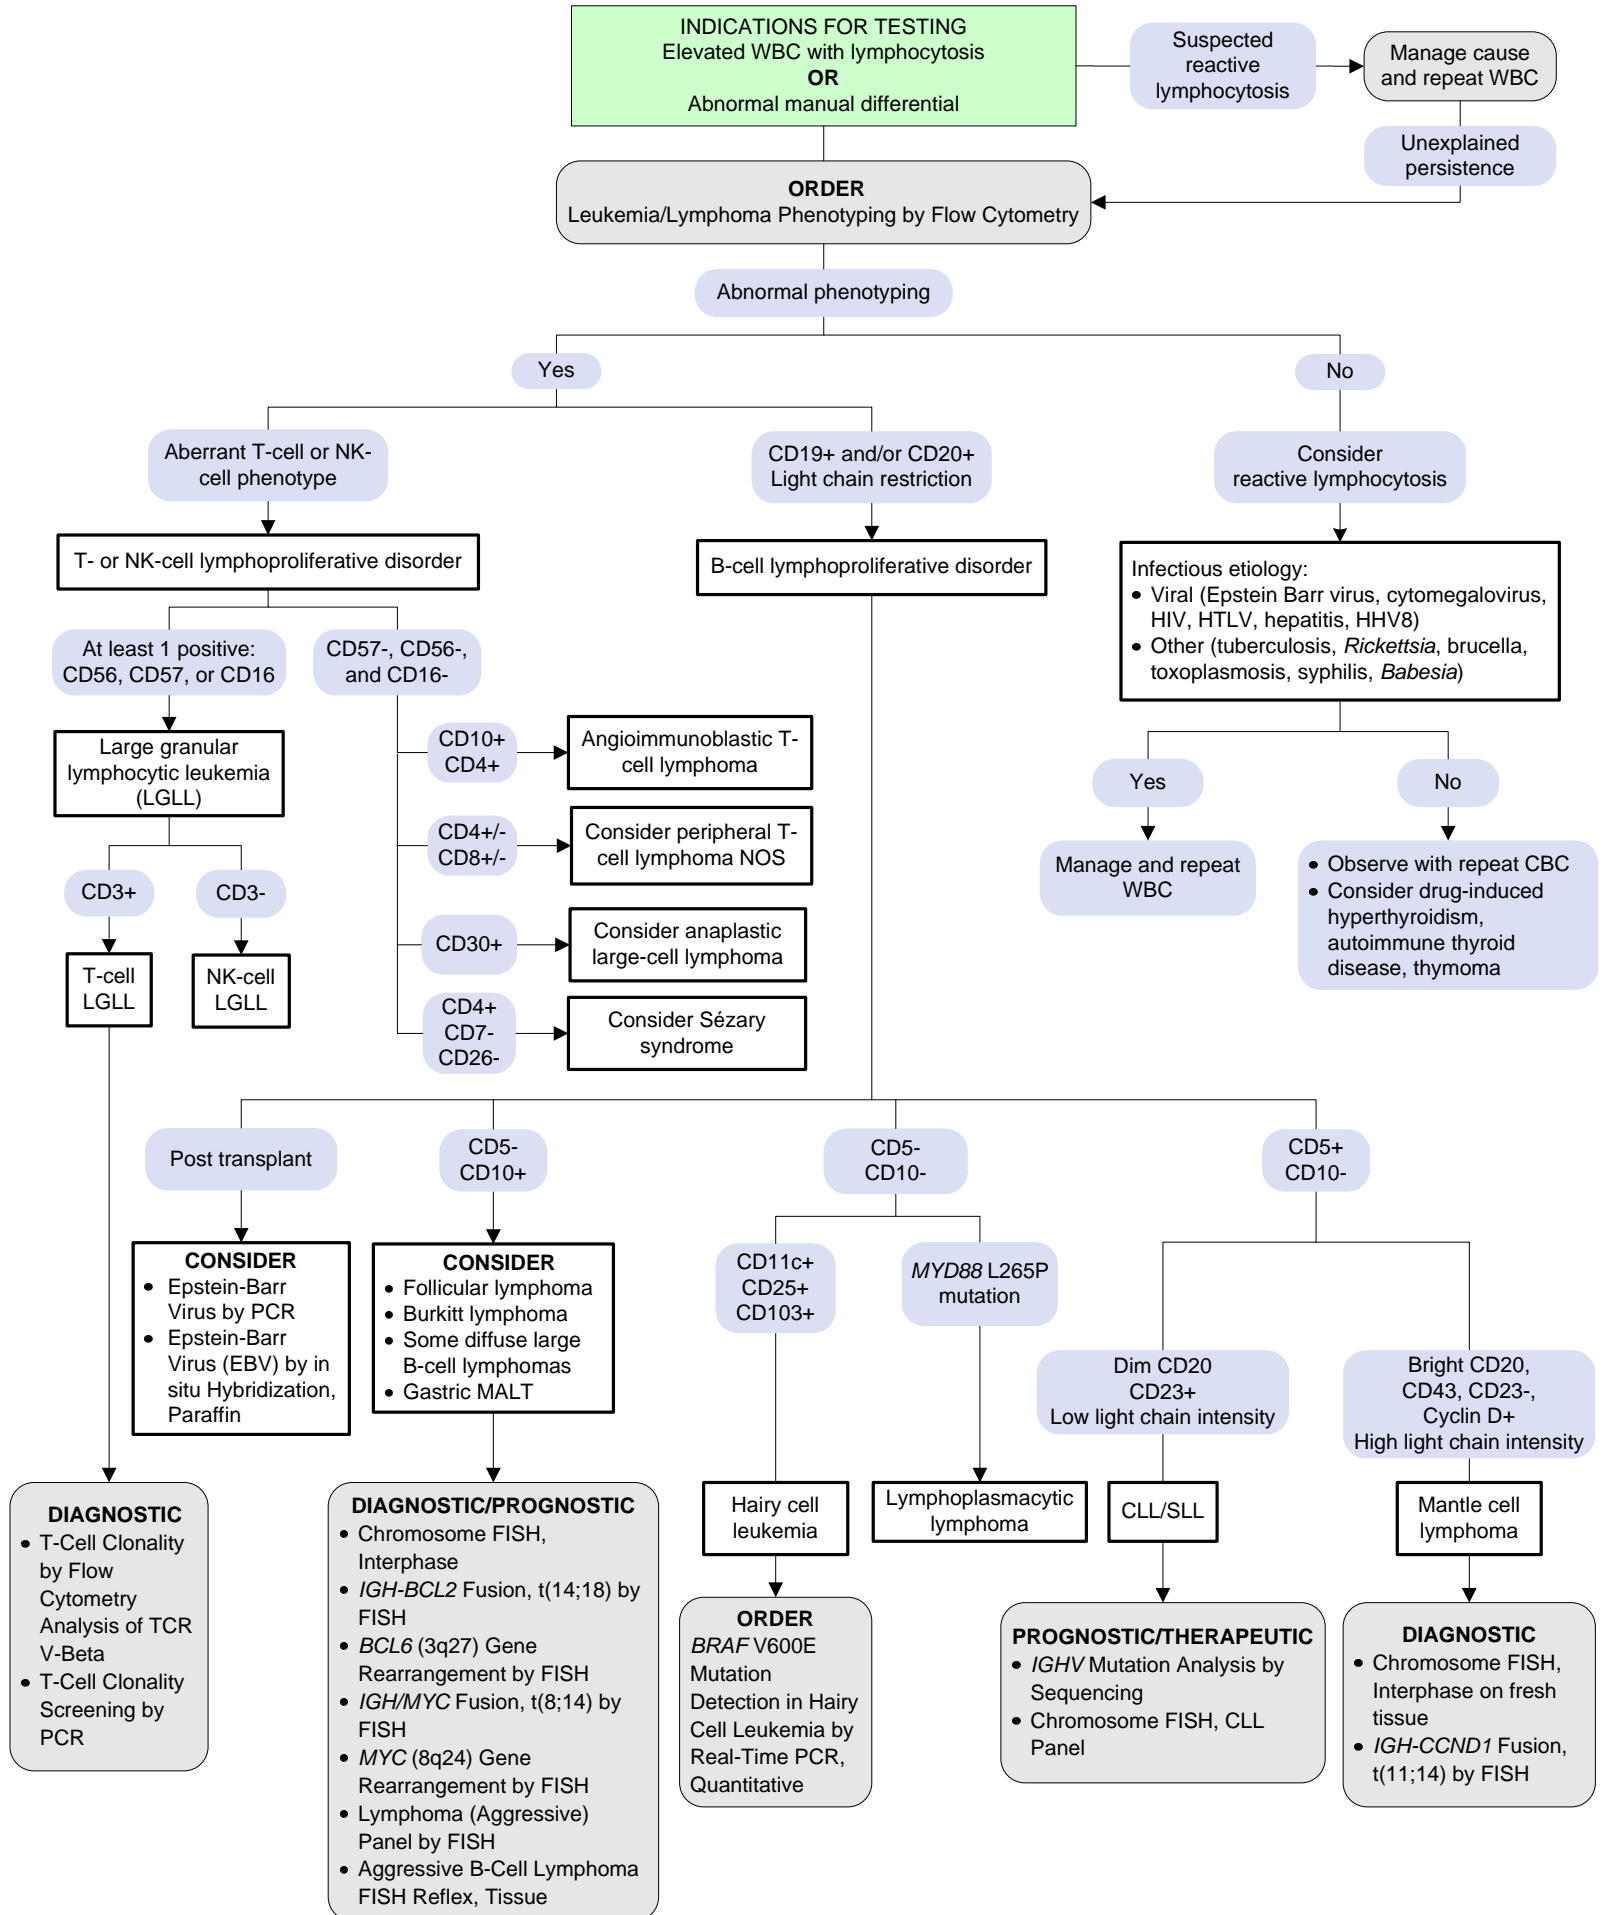 INDICATIONS FOR TESTING
Elevated WBC with lymphocytosis
OR
Abnormal manual differential
Suspected
reactive
lymphocytosis
Manage cause
and repeat WBC
Unexplained
persistence
ORDER
Leukemia/Lymphoma Phenotyping by Flow Cytometry
Abnormal phenotyping
Yes
No
Aberrant T-cell or NK-
cell phenotype
CD19+ and/or CD20+
Light chain restriction
Consider
reactive lymphocytosis
T- or NK-cell lymphoproliferative disorder
B-cell lymphoproliferative disorder
Infectious etiology:
• Viral (Epstein Barr virus, cytomegalovirus,
HIV, HTLV, hepatitis, HHV8)
• Other (tuberculosis, Rickettsia, brucella,
toxoplasmosis, syphilis, Babesia)
At least 1 positive:
CD56, CD57, or CD16
CD57-, CD56-,
and CD16-
Large granular
lymphocytic leukemia
(LGLL)
CD10+
CD4+
Angioimmunoblastic T-
cell lymphoma
CD4+/-
CD8+/-
Consider peripheral T-
cell lymphoma NOS
CD30+
Consider anaplastic
large-cell lymphoma
CD4+
CD7-
CD26-
Consider Sézary
syndrome
CD3+
CD3-
T-cell
LGLL
NK-cell
LGLL
Yes
No
Manage and repeat
WBC
• Observe with repeat CBC
• Consider drug-induced
hyperthyroidism,
autoimmune thyroid
disease, thymoma
Post transplant
CD5-
CD10+
CD5-
CD10-
CD5+
CD10-
CONSIDER
• Epstein-Barr
Virus by PCR
• Epstein-Barr
Virus (EBV) by in
situ Hybridization,
Paraffin
CONSIDER
• Follicular lymphoma
• Burkitt lymphoma
• Some diffuse large
B-cell lymphomas
• Gastric MALT
CD11c+
CD25+
CD103+
MYD88 L265P
mutation
Dim CD20
CD23+
Low light chain intensity
Bright CD20,
CD43, CD23-,
Cyclin D+
High light chain intensity
Hairy cell
leukemia
Lymphoplasmacytic
lymphoma
CLL/SLL
Mantle cell
lymphoma
DIAGNOSTIC
• T-Cell Clonality
by Flow
Cytometry
Analysis of TCR
V-Beta
• T-Cell Clonality
Screening by
PCR
DIAGNOSTIC/PROGNOSTIC
• Chromosome FISH,
Interphase
• IGH-BCL2 Fusion, t(14;18) by
FISH
• BCL6 (3q27) Gene
Rearrangement by FISH
• IGH/MYC Fusion, t(8;14) by
FISH
• MYC (8q24) Gene
Rearrangement by FISH
• Lymphoma (Aggressive)
Panel by FISH
• Aggressive B-Cell Lymphoma
FISH Reflex, Tissue
ORDER
BRAF V600E
Mutation
Detection in Hairy
Cell Leukemia by
Real-Time PCR,
Quantitative
PROGNOSTIC/THERAPEUTIC
• IGHV Mutation Analysis by
Sequencing
• Chromosome FISH, CLL
Panel
DIAGNOSTIC
• Chromosome FISH,
Interphase on fresh
tissue
• IGH-CCND1 Fusion,
t(11;14) by FISH